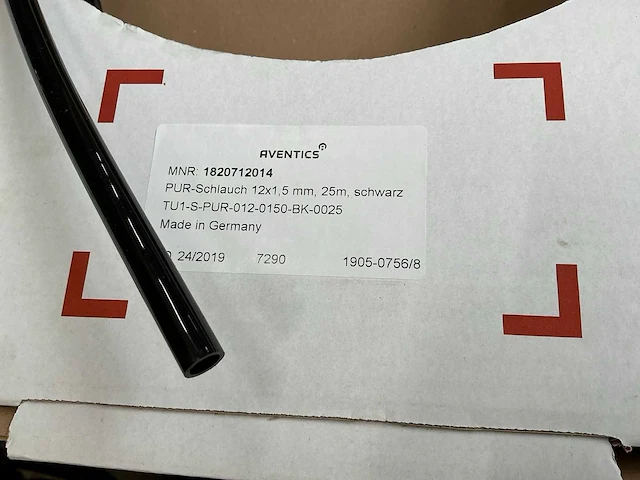 AVENTICS
MNR: 1820712014
PUR-Schlauch 12x1,5 mm, 25m, schwarz
TU1-S-PUR-012-0150-BK-0025
Made in Germany
24/2019 7290 1905-0756/8